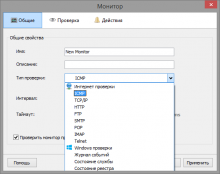 Монитор
Общие
Проверка
Действия
Общие свойства
Имя:
New Monitor
Описание:
Тип проверки
ICMP
Интернет проверки
ICMP
TCP/IP
HTTP
FTP
SMTP
POP
IMAP
Telnet
Интервал:
Таймаут:
Windows проверки
Журнал событий
Проверить монитор п
Состояние службы
Состояние реестра
Помощь
Применить